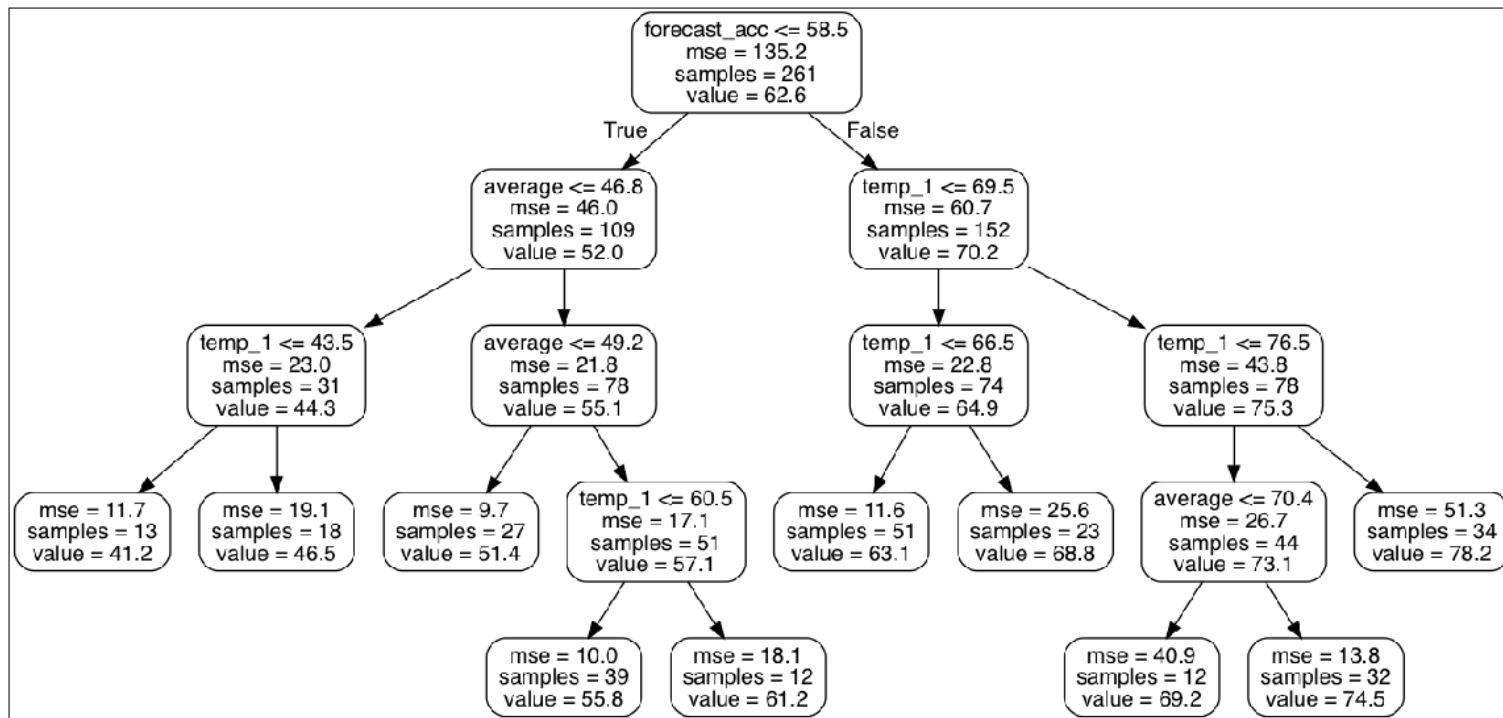 forecast_acc <= 58.5
mse = 135.2
samples = 261
value = 62.6
True
False
average <= 46.8
mse = 46.0
samples = 109
value = 52.0
temp_1 <= 69.5
mse = 60.7
samples = 152
value = 70.2
temp_1 <= 43.5
mse = 23.0
samples = 31
value = 44.3
average <= 49.2
mse = 21.8
samples = 78
value = 55.1
temp_1 <= 66.5
mse = 22.8
samples = 74
value = 64.9
temp_1 <= 76.5
mse = 43.8
samples = 78
value = 75.3
mse = 11.7
samples = 13
value = 41.2
mse = 19.1
samples = 18
value = 46.5
mse = 9.7
samples = 27
value = 51.4
temp_1 <= 60.5
mse = 17.1
samples = 51
value = 57.1
mse = 11.6
samples = 51
value = 63.1
mse = 25.6
samples = 23
value = 68.8
average <= 70.4
mse = 26.7
samples = 44
value = 73.1
mse = 51.3
samples = 34
value = 78.2
mse = 10.0
samples = 39
value = 55.8
mse = 18.1
samples = 12
value = 61.2
mse = 40.9
samples = 12
value = 69.2
mse = 13.8
samples = 32
value = 74.5